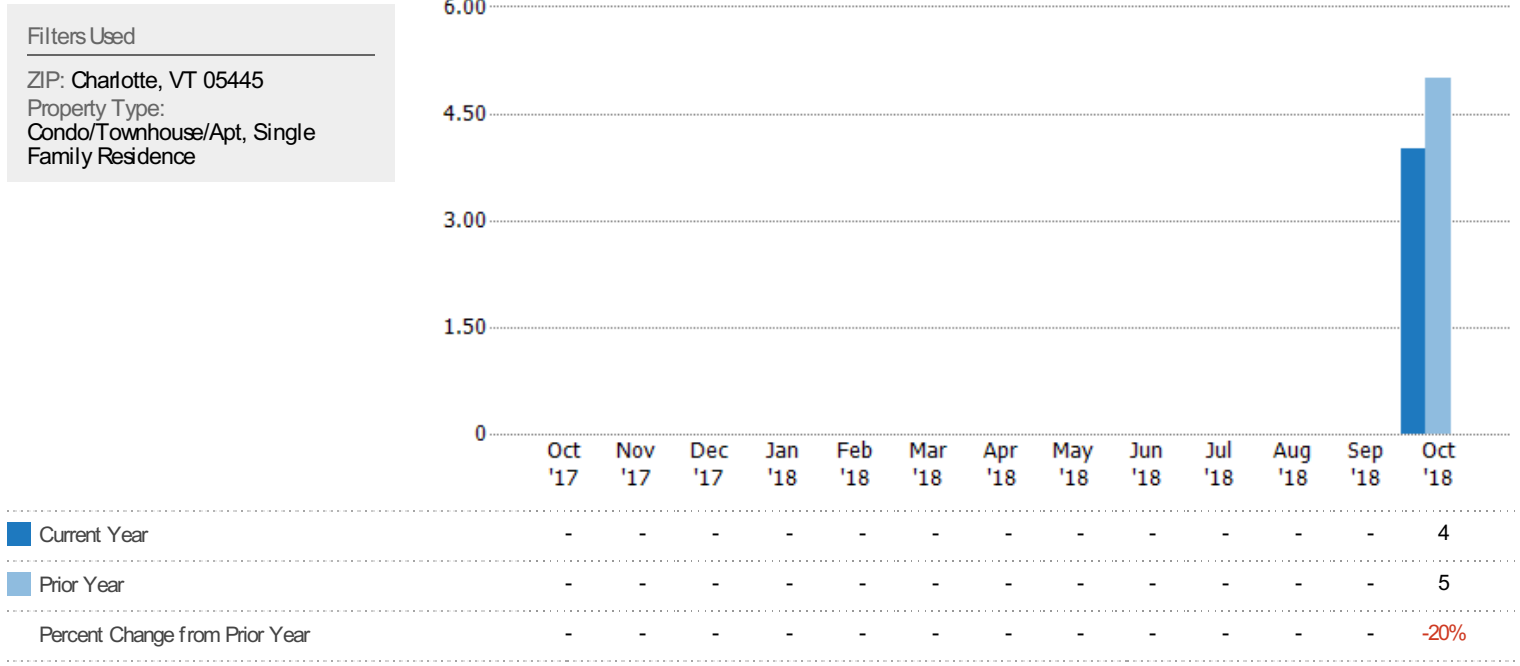 Filters Used
ZIP: Charlotte, VT 05445
Property Type:
Condo/Townhouse/Apt, Single
Family Residence
6.00
4.50
3.00
1.50
0
Oct Nov Dec Jan Feb Mar Apr May Jun Jul Aug Sep Oct
'17 '17 '17 '18 '18 '18 '18 '18 '18 '18 '18 '18 '18
Current Year - - - - - - - - - - - - 4
Prior Year - - - - - - - - - - - - 5
Percent Change from Prior Year - - - - - - - - - - - - -20%